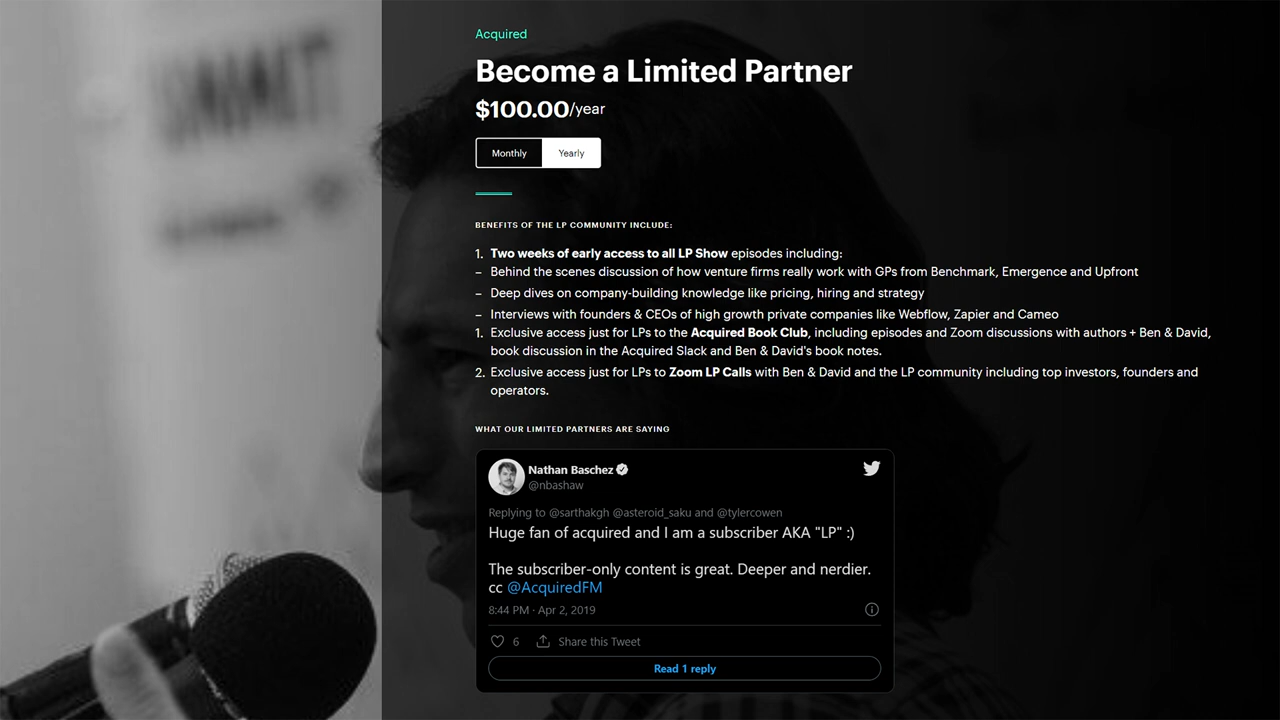 SUMMIT
Acquired
Become a Limited Partner
$100.00/year
Monthly Yearly
BENEFITS OF THE LP COMMUNITY INCLUDE:
1. Two weeks of early access to all LP Show episodes including:
– Behind the scenes discussion of how venture firms really work with GPs from Benchmark, Emergence and Upfront
– Deep dives on company-building knowledge like pricing, hiring and strategy
– Interviews with founders & CEOs of high growth private companies like Webflow, Zapier and Cameo
1. Exclusive access just for LPs to the Acquired Book Club, including episodes and Zoom discussions with authors + Ben & David,
book discussion in the Acquired Slack and Ben & David's book notes.
2. Exclusive access just for LPs to Zoom LP Calls with Ben & David and the LP community including top investors, founders and
operators.
WHAT OUR LIMITED PARTNERS ARE SAYING
Nathan Baschez
@nbashaw
Replying to @sarthakgh @asteroid_saku and @tylercowen
Huge fan of acquired and I am a subscriber AKA "LP" :)
The subscriber-only content is great. Deeper and nerdier.
cc @AcquiredFM
8:44 PM · Apr 2, 2019
6 Share this Tweet
Read 1 reply